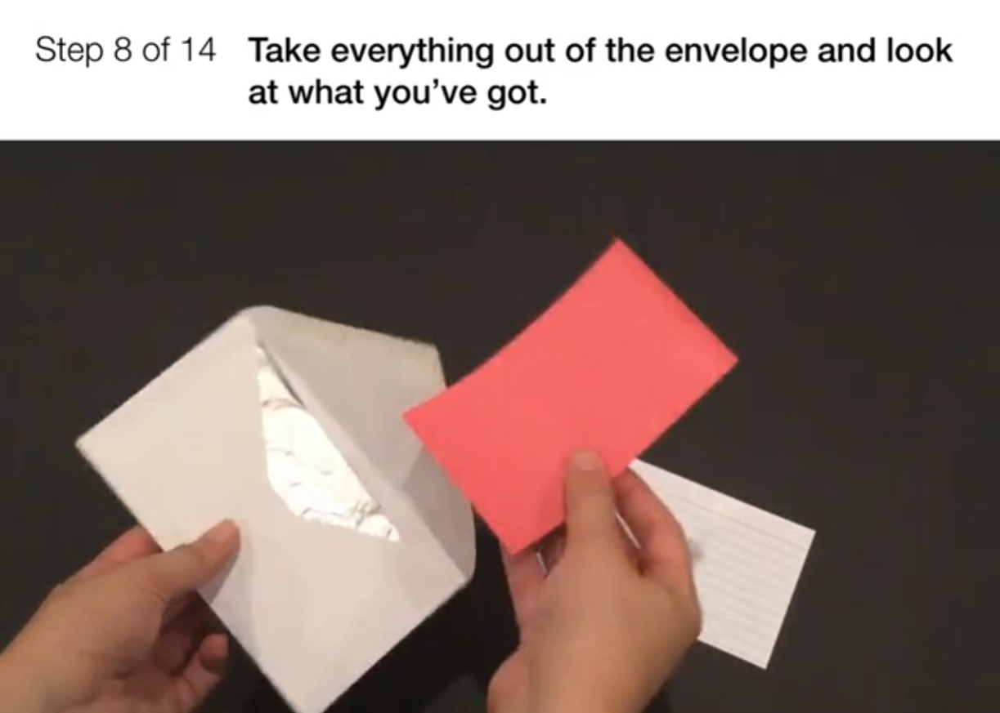 Step 8 of 14 Take everything out of the envelope and look
at what you’ve got.